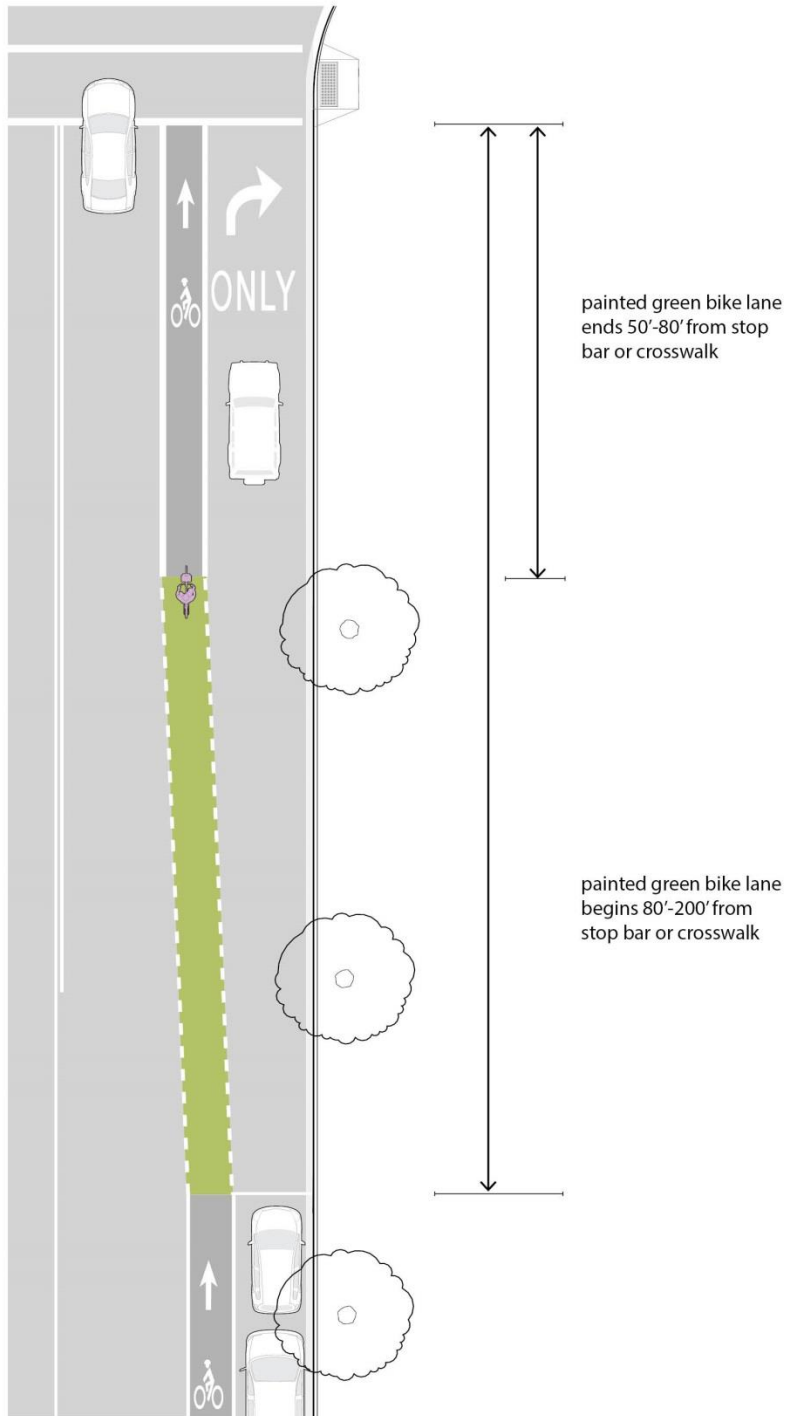 ONLY
painted green bike lane
ends 50'-80' from stop
bar or crosswalk
painted green bike lane
begins 80'-200' from
stop bar or crosswalk